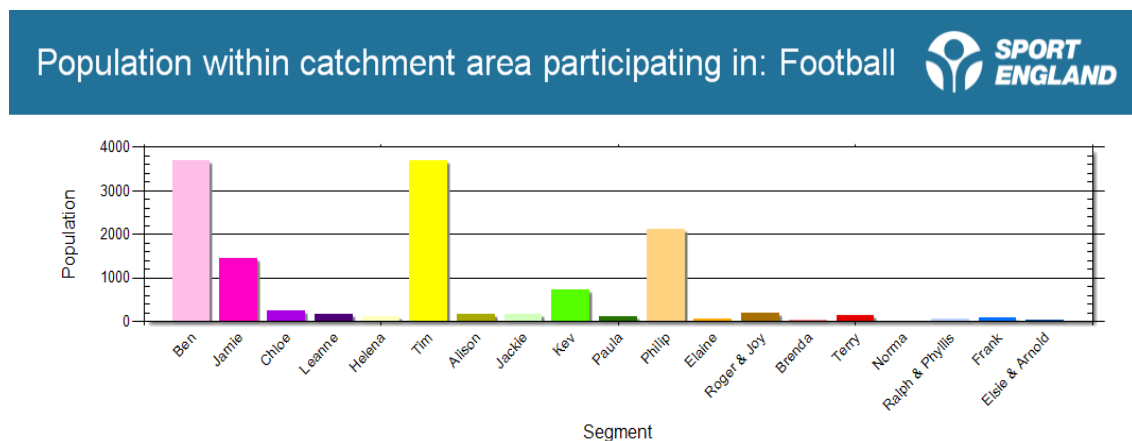 Population within catchment area participating in: Football
SPORT
ENGLAND
4000
3000
2000
1000
0
Population
Ben
Jamie
Chloe
Leanne
Helena
Tim
Alison
Jackie
Kev
Paula
Philip
Elaine
Roger & Joy
Brenda
Terry
Norma
Ralph & Phyllis
Frank
Elsie & Arnold
Segment